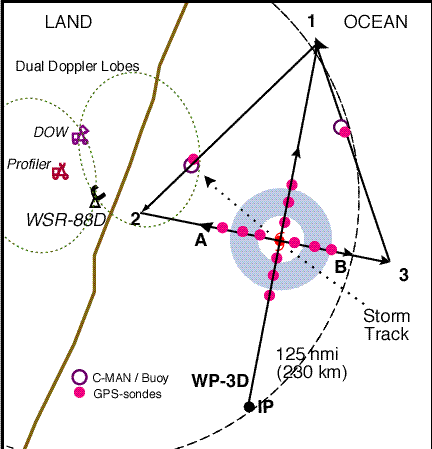 LAND
1
OCEAN
Dual Doppler Lobes
DOW
Profiler
WSR-88D
2
A
B
3
Storm
Track
125 nmi
(230 km)
WP-3D
IP
C-MAN / Buoy
GPS-sondes